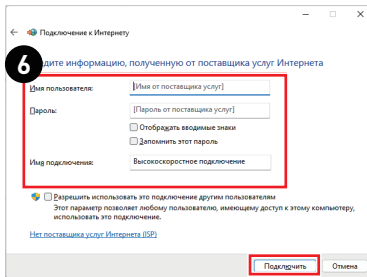 Подключение к Интернету
6
дите информацию, полученную от поставщика услуг Интернета
Имя пользователя: [Имя от поставщика услуг]
Пароль: [Пароль от поставщика услуг]
Отображать вводимые знаки
Запомнить этот пароль
Имя подключения: Высокоскоростное подключение
Разрешить использовать это подключение другим пользователям
Этот параметр позволяет любому пользователю, имеющему доступ к этому компьютеру,
использовать это подключение.
Нет поставщика услуг Интернета (ISP)
Подключить Отмена